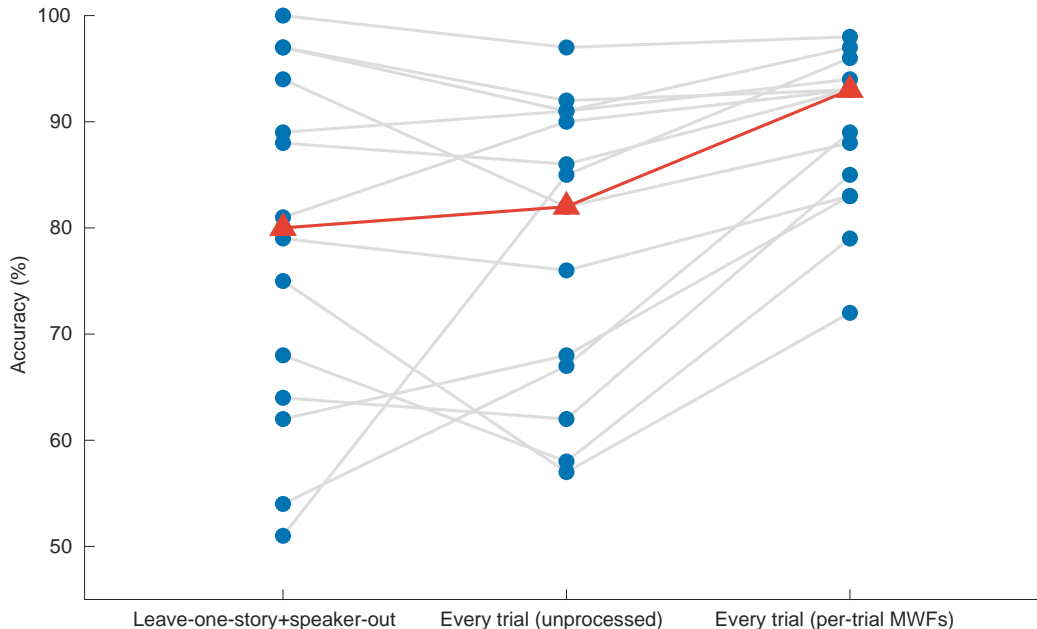 100
90
80
70
60
50
Accuracy (%)
Leave-one-story+speaker-out
Every trial (unprocessed)
Every trial (per-trial MWFs)